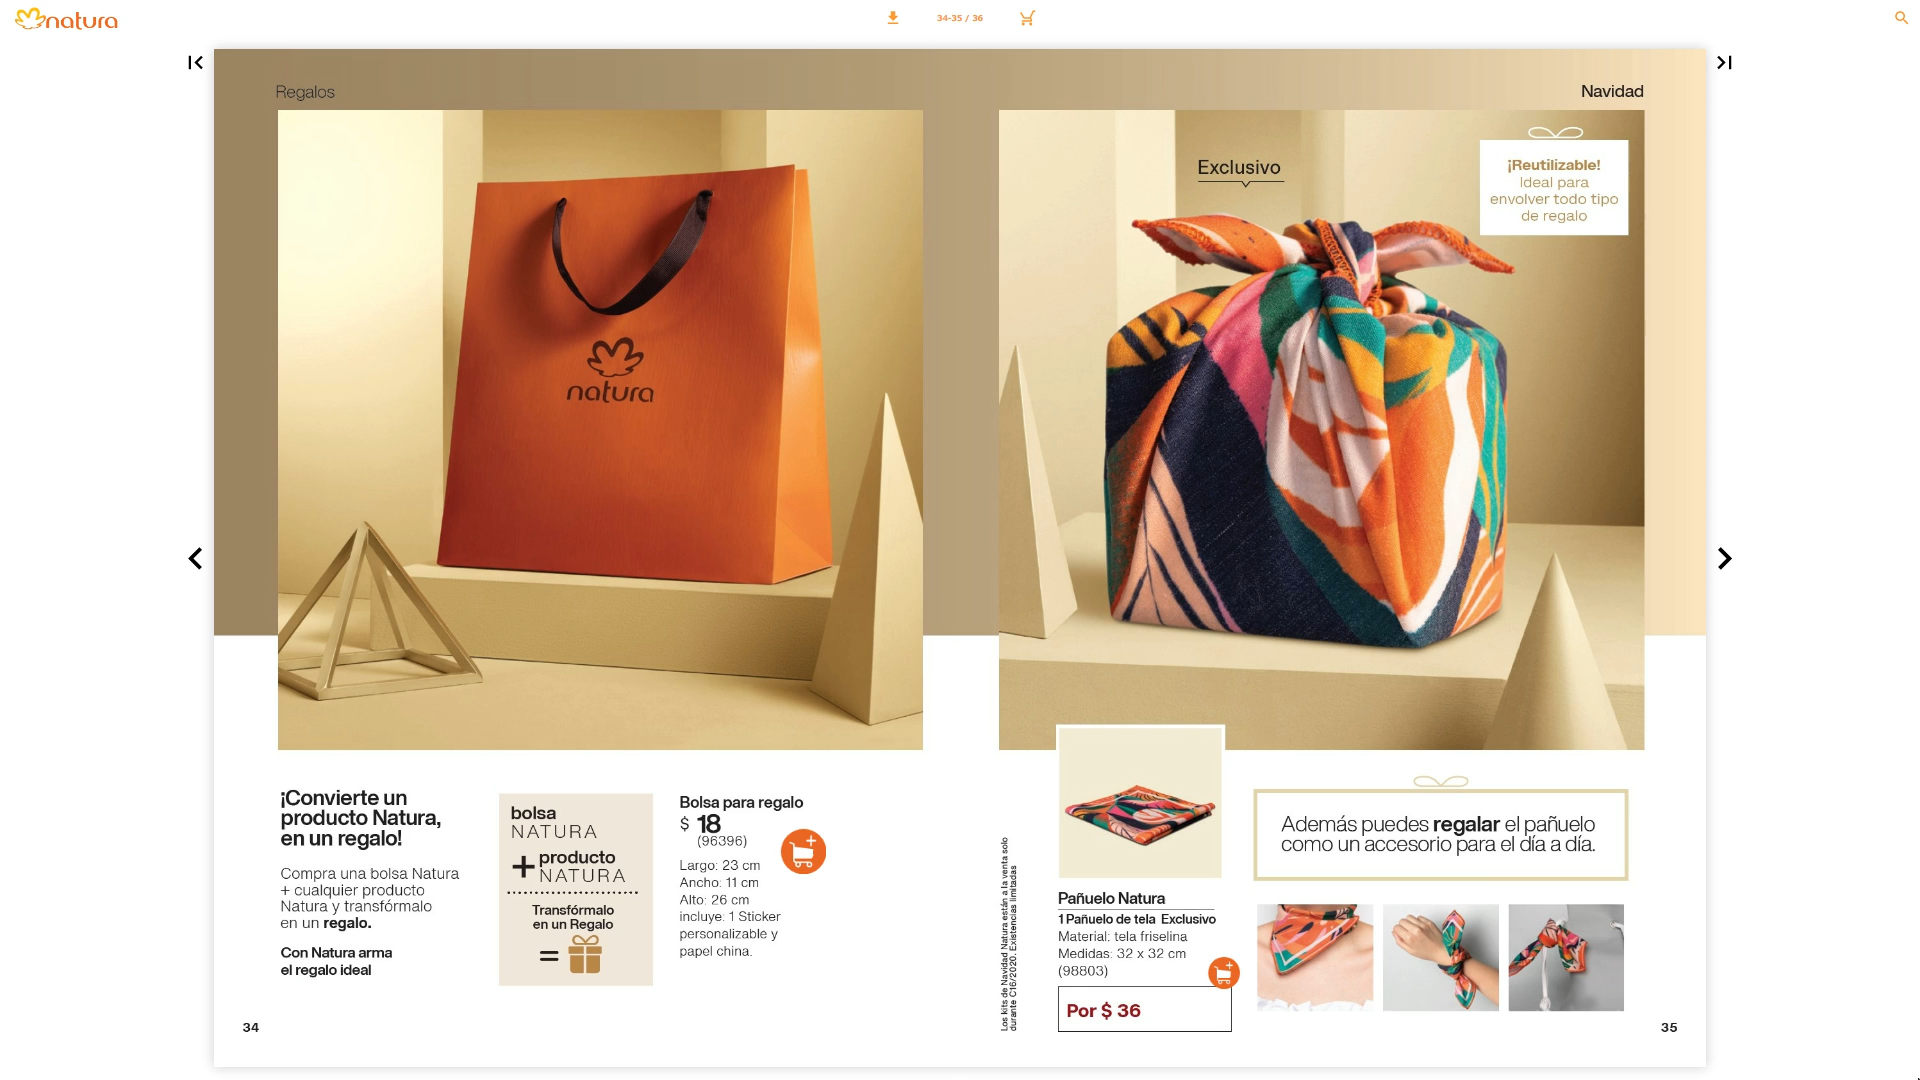 natura
34-35 / 36
Regalos
Navidad
natura
Exclusivo
¡Reutilizable!
Ideal para
envolver todo tipo
de regalo
¡Convierte un
producto Natura,
en un regalo!
Compra una bolsa Natura
+ cualquier producto
Natura y transfórmalo
en un regalo.
Con Natura arma
el regalo ideal
bolsa
NATURA
+ producto
NATURA
Transfórmalo
en un Regalo
=
Bolsa para regalo
$ 18
(96396)
Largo: 23 cm
Ancho: 11 cm
Alto: 26 cm
incluye: 1 Sticker
personalizable y
papel china.
34
Los kits de Navidad Natura están a la venta solo
durante C16/2020. Existencias limitadas
Pañuelo Natura
1 Pañuelo de tela Exclusivo
Material: tela friselina
Medidas: 32 x 32 cm
(98803)
Por $ 36
Además puedes regalar el pañuelo
como un accesorio para el día a día.
35